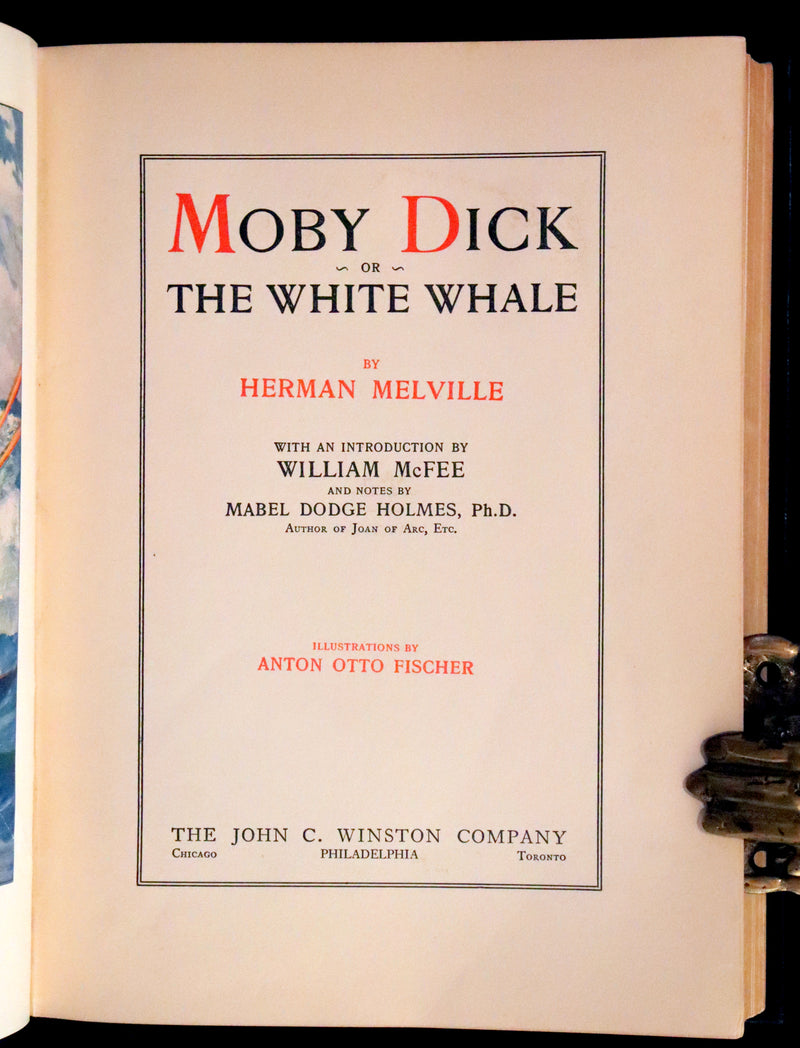 MOBY DICK
OR
THE WHITE WHALE
BY
HERMAN MELVILLE
WITH AN INTRODUCTION BY
WILLIAM McFEE
AND NOTES BY
MABEL DODGE HOLMES, Ph.D.
AUTHOR OF JOAN OF ARC, ETC.
ILLUSTRATIONS BY
ANTON OTTO FISCHER
THE JOHN C. WINSTON COMPANY
CHICAGO PHILADELPHIA TORONTO